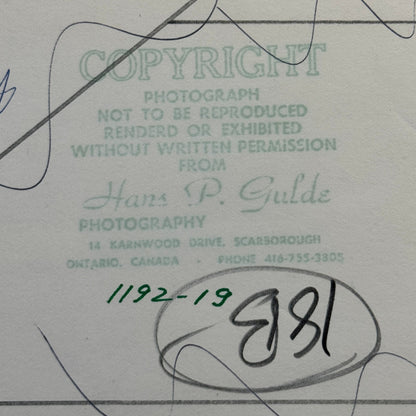 COPYRIGHT
PHOTOGRAPH
NOT TO BE REPRODUCED
RENDERD OR EXHIBITED
WITHOUT WRITTEN PERMISSION
FROM
Hans P. Gulde
PHOTOGRAPHY
14 KARNWOOD DRIVE, SCARBOROUGH
ONTARIO, CANADA - PHONE 416-755-3805
1192-19